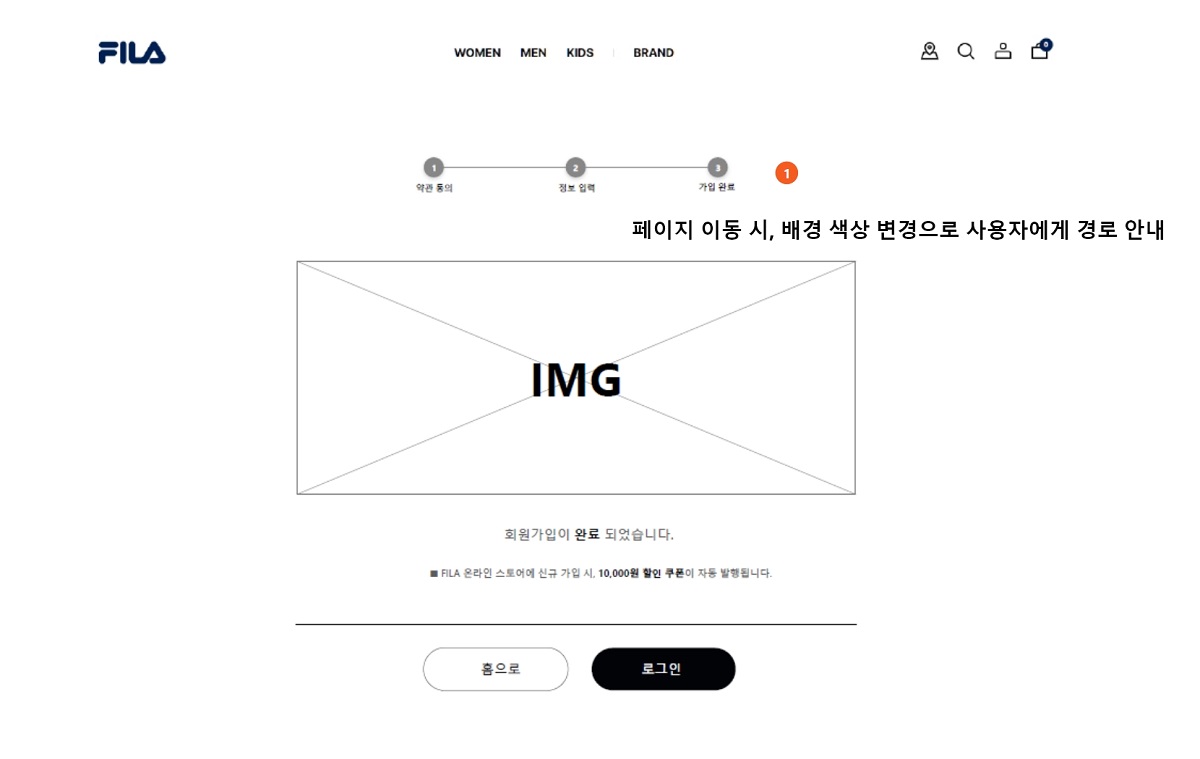 FILA
WOMEN MEN KIDS BRAND
0
1 2 3
약관 동의 정보 입력 가입 완료
1
페이지 이동 시, 배경 색상 변경으로 사용자에게 경로 안내
IMG
회원가입이 완료 되었습니다.
■ FILA 온라인 스토어에 신규 가입 시, 10,000원 할인 쿠폰이 자동 발행됩니다.
홈으로 로그인